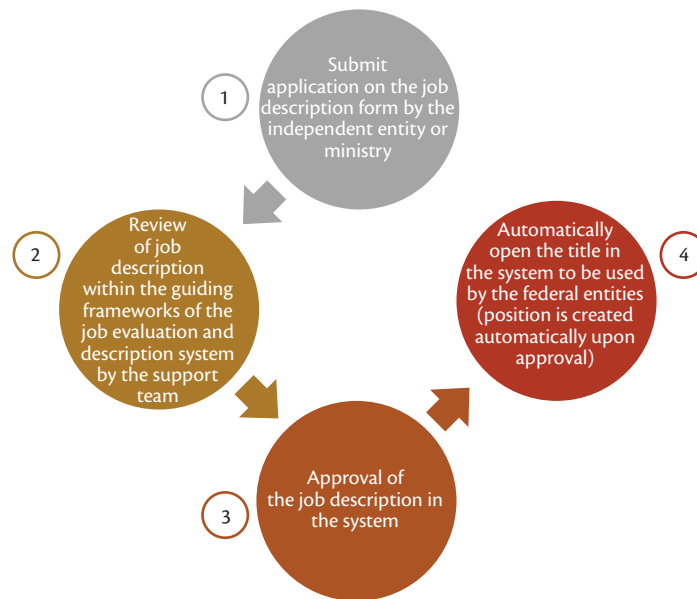 1
Submit
application on the job
description form by the
independent entity or
ministry
2
Review
of job
description
within the guiding
frameworks of the
job evaluation and
description system
by the support
team
3
Approval of
the job description in
the system
4
Automatically
open the title in
the system to be used
by the federal entities
(position is created
automatically upon
approval)